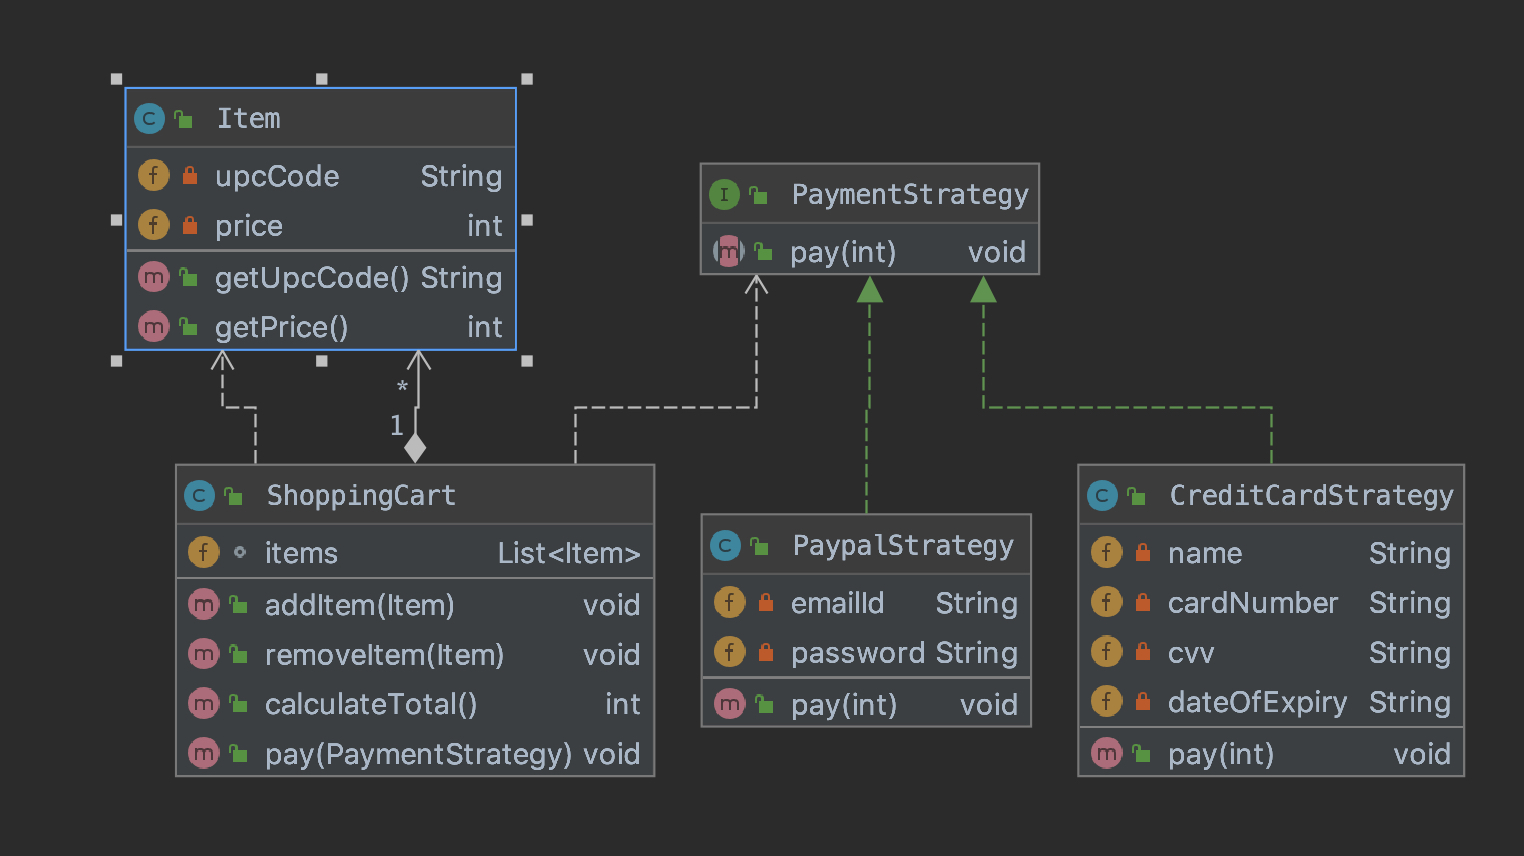 Item
upcCode String
price int
getUpcCode() String
getPrice() int
PaymentStrategy
pay(int) void
*
1
ShoppingCart
items List<Item>
addItem(Item) void
removeItem(Item) void
calculateTotal() int
pay(PaymentStrategy) void
PaypalStrategy
emailId String
password String
pay(int) void
CreditCardStrategy
name String
cardNumber String
cvv String
dateOfExpiry String
pay(int) void